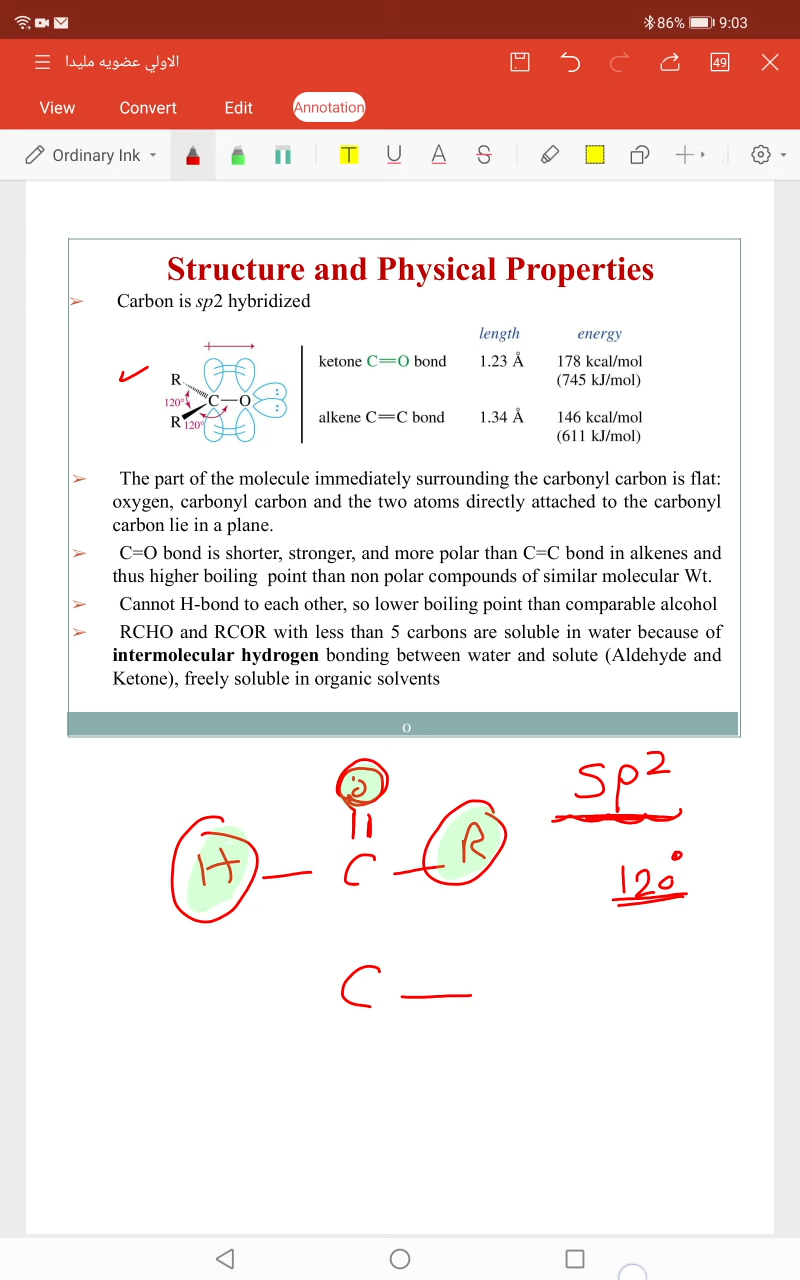 86% 9:03
الاولي عضويه مليدا
49
View Convert Edit Annotation
Ordinary Ink
T U A S
Structure and Physical Properties
➢ Carbon is sp2 hybridized
length energy
ketone C=O bond 1.23 Å 178 kcal/mol
(745 kJ/mol)
alkene C=C bond 1.34 Å 146 kcal/mol
(611 kJ/mol)
R
120° C—O
R 120°
➢ The part of the molecule immediately surrounding the carbonyl carbon is flat:
oxygen, carbonyl carbon and the two atoms directly attached to the carbonyl
carbon lie in a plane.
➢ C=O bond is shorter, stronger, and more polar than C=C bond in alkenes and
thus higher boiling point than non polar compounds of similar molecular Wt.
➢ Cannot H-bond to each other, so lower boiling point than comparable alcohol
➢ RCHO and RCOR with less than 5 carbons are soluble in water because of
intermolecular hydrogen bonding between water and solute (Aldehyde and
Ketone), freely soluble in organic solvents
0
sp²
O
H — C — R
120°
C —